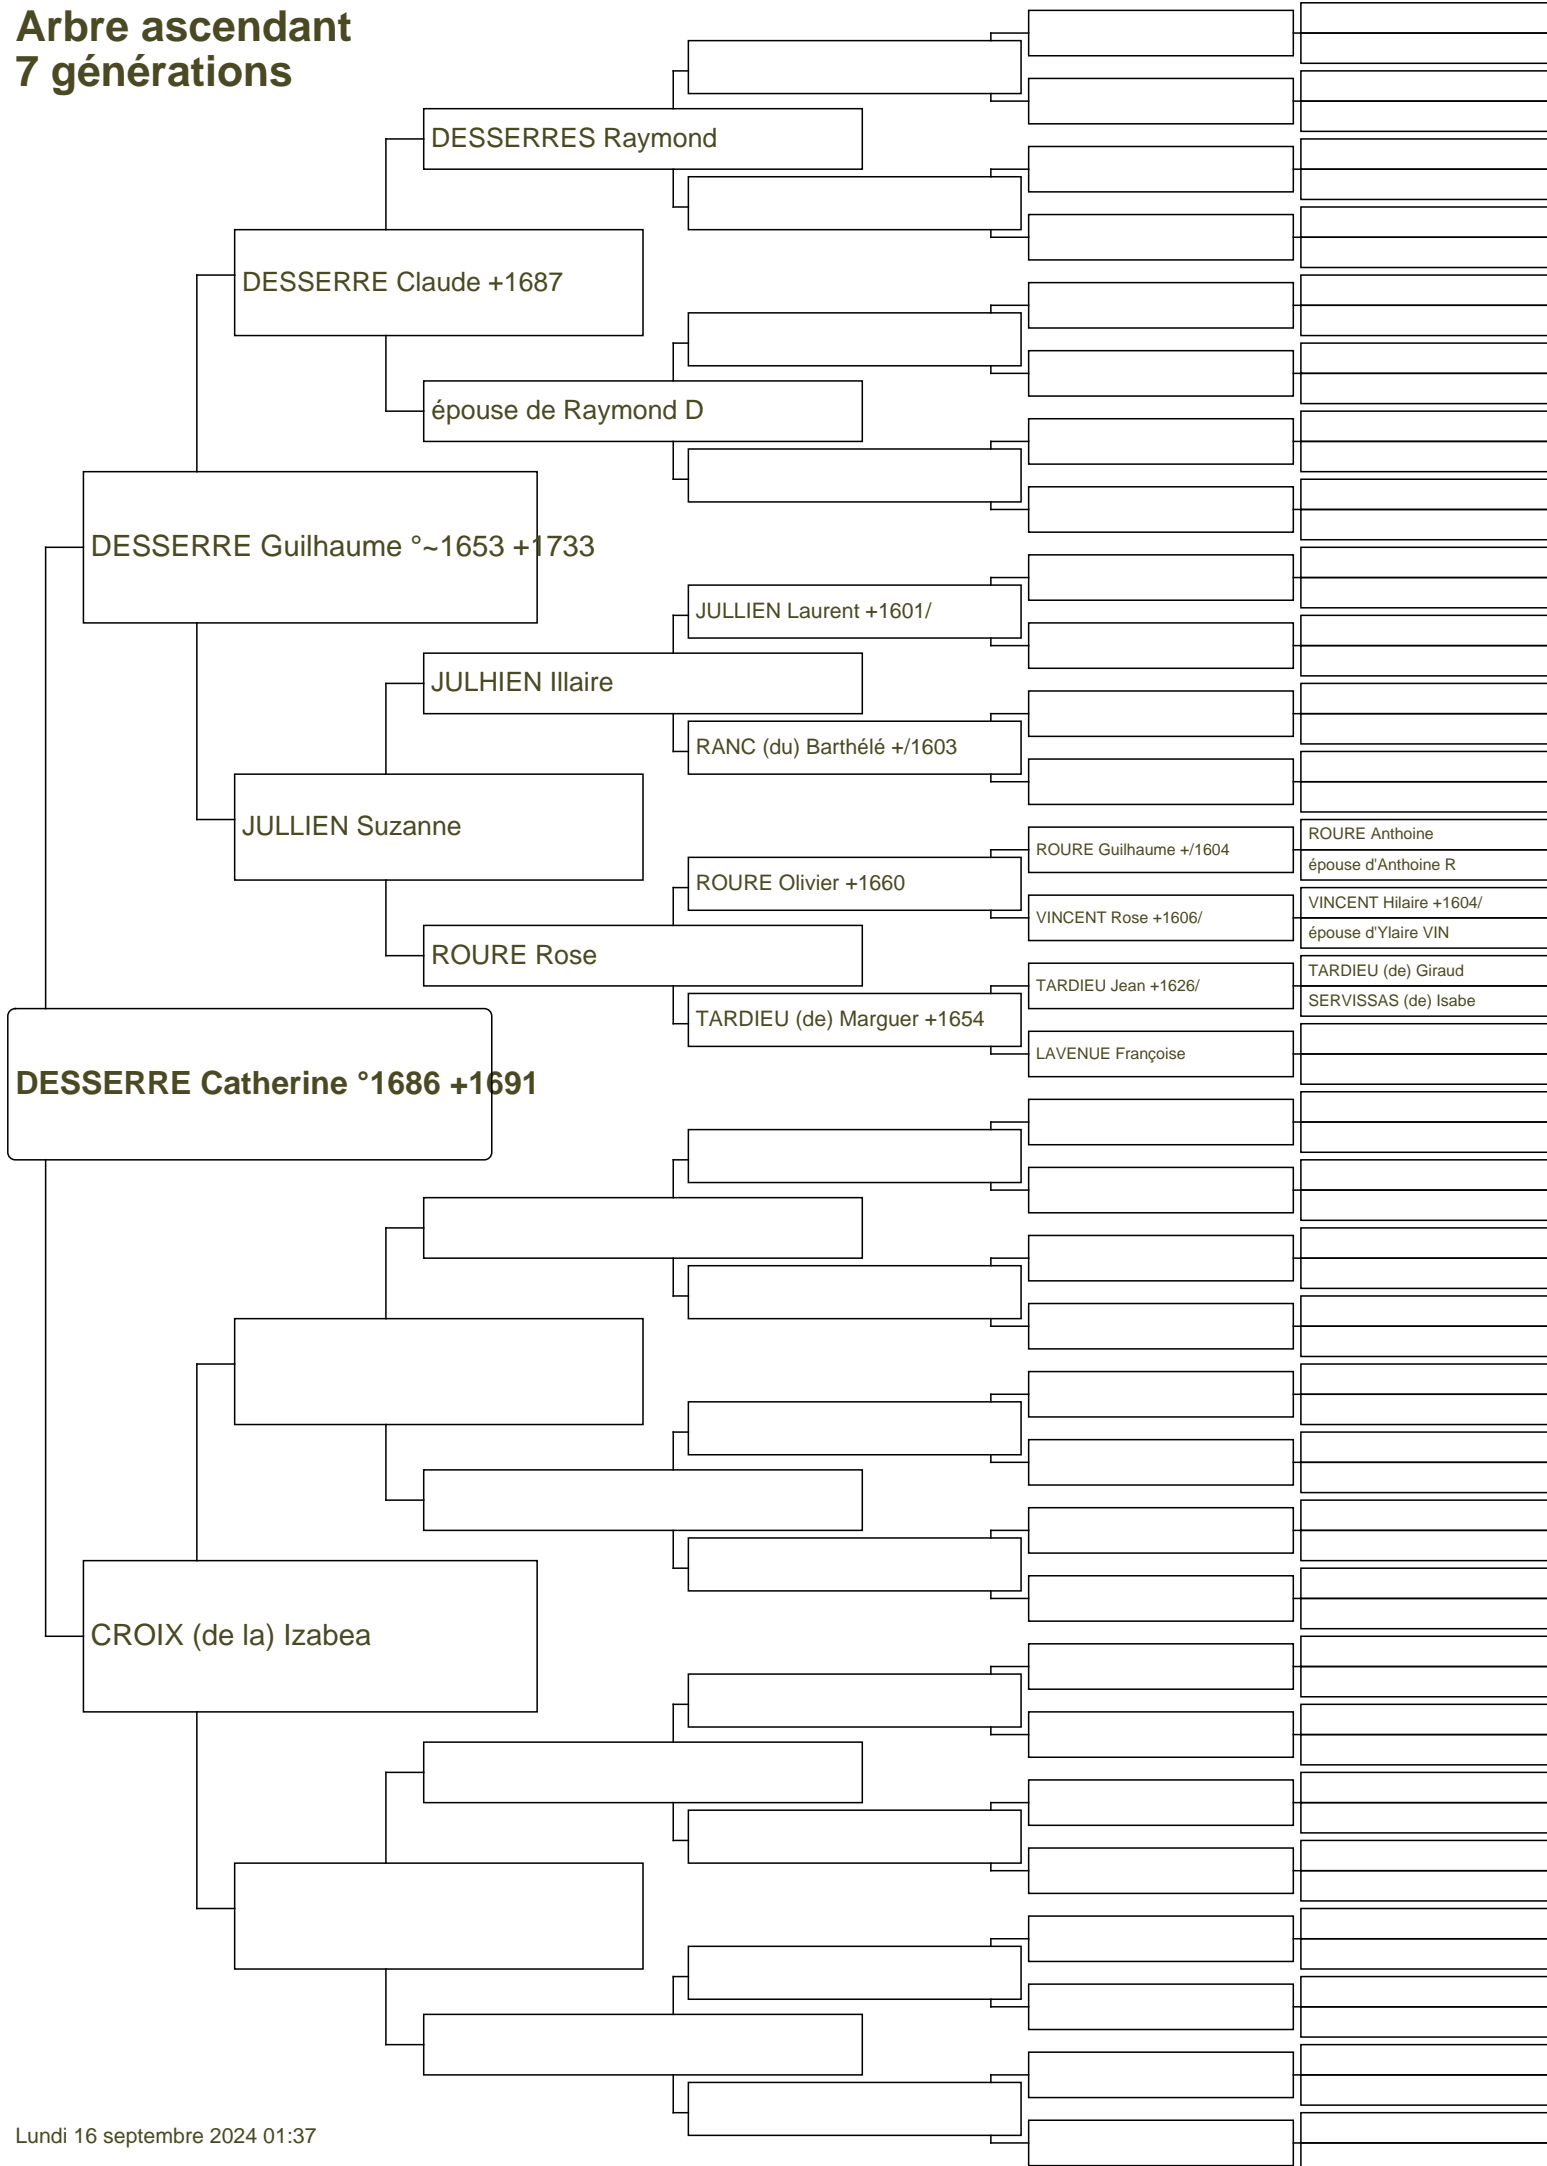 Arbre ascendant
7 générations
DESSERRES Raymond
DESSERRE Claude +1687
épouse de Raymond D
DESSERRE Guilhaume °~1653 +1733
JULLIEN Laurent +1601/
JULHIEN Illaire
RANC (du) Barthélé +/1603
JULLIEN Suzanne
ROURE Anthoine
ROURE Guilhaume +/1604
épouse d'Anthoine R
ROURE Olivier +1660
VINCENT Hilaire +1604/
VINCENT Rose +1606/
épouse d'Ylaire VIN
ROURE Rose
TARDIEU (de) Giraud
TARDIEU Jean +1626/
SERVISSAS (de) Isabe
TARDIEU (de) Marguer +1654
LAVENUE Françoise
DESSERRE Catherine °1686 +1691
CROIX (de la) Izabea
Lundi 16 septembre 2024 01:37